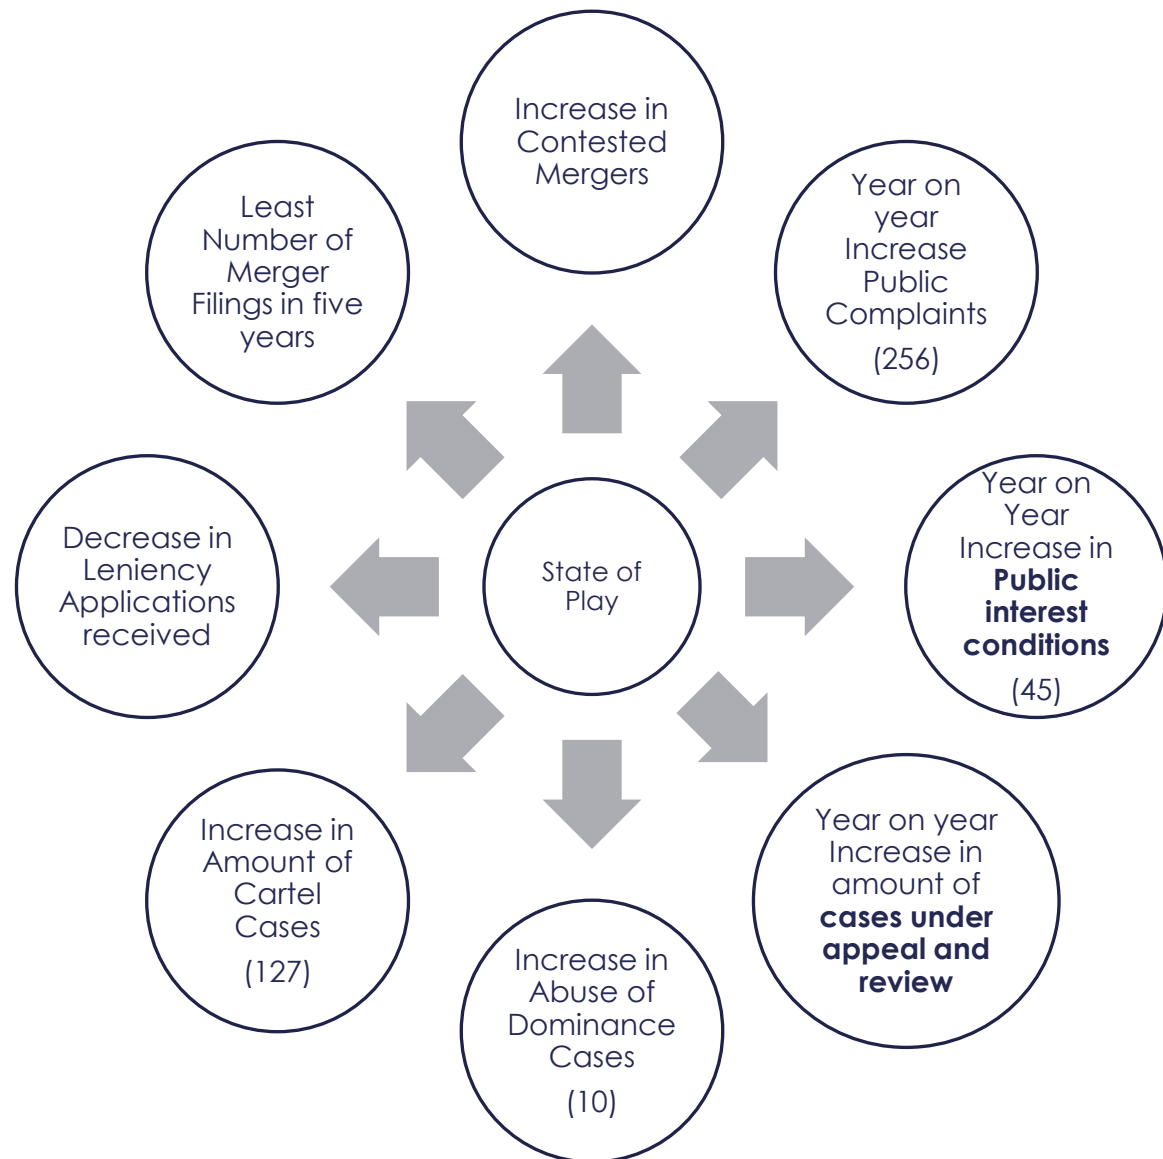 Increase in
Contested
Mergers
Year on
year
Increase
Public
Complaints
(256)
Year on
Year
Increase in
Public
interest
conditions
(45)
Year on year
Increase in
amount of
cases under
appeal and
review
Increase in
Abuse of
Dominance
Cases
(10)
Increase in
Amount of
Cartel
Cases
(127)
Decrease in
Leniency
Applications
received
Least
Number of
Merger
Filings in five
years
State of
Play